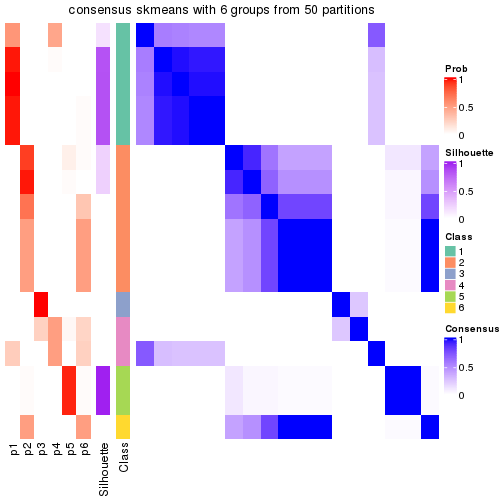 consensus skmeans with 6 groups from 50 partitions
Prob
1
0.5
0
Silhouette
1
0.5
0
Class
1
2
3
4
5
6
Consensus
1
0.5
0
p1
p2
p3
p4
p5
p6
Silhouette
Class